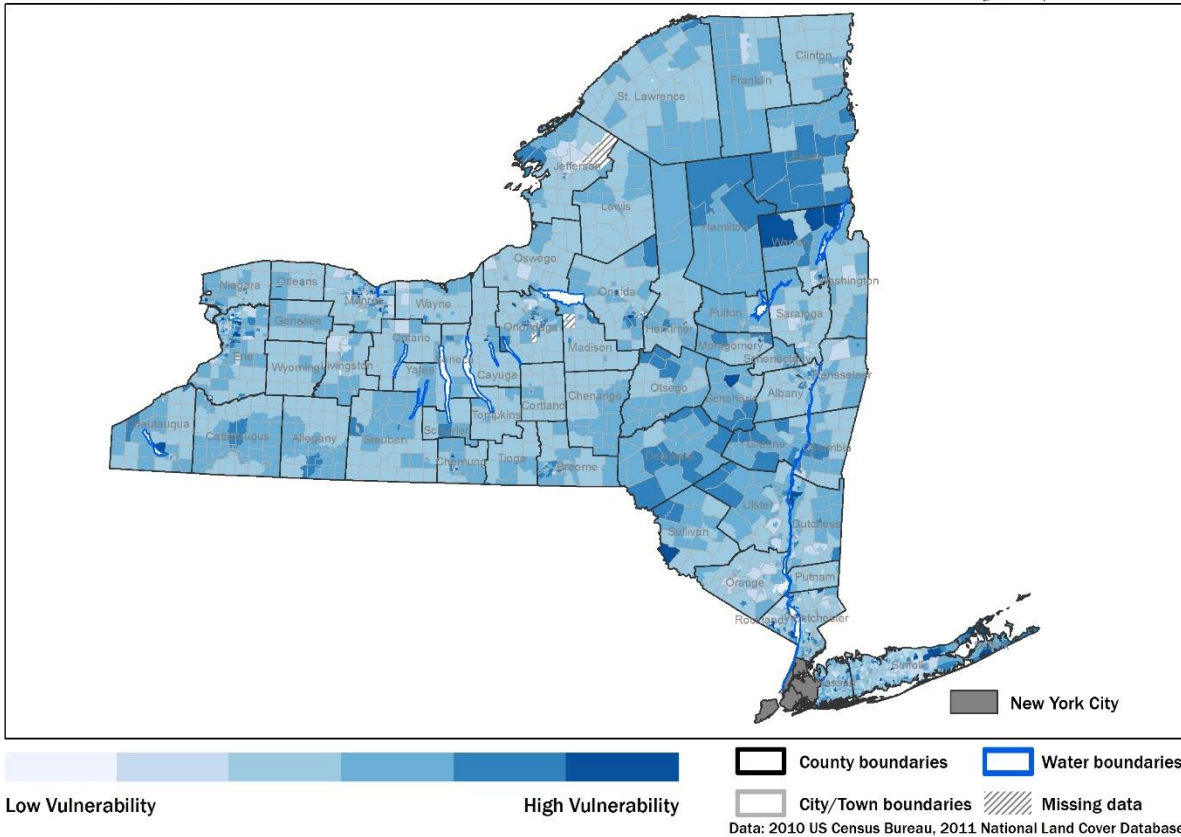 Clinton
Franklin
St. Lawrence
Essex
Jefferson
Lewis
Hamilton
Warren
Oswego
Washington
Niagara
Orleans
Monroe
Wayne
Oneida
Fulton
Saratoga
Genesee
Onondaga
Herkimer
Ontario
Madison
Montgomery
Erie
Wyoming
Livingston
Seneca
Cayuga
Schenectady
Rensselaer
Yates
Otsego
Schoharie
Albany
Cortland
Chenango
Tompkins
Chautauqua
Cattaraugus
Allegany
Steuben
Schuyler
Greene
Columbia
Chemung
Tioga
Broome
Delaware
Ulster
Dutchess
Sullivan
Orange
Putnam
Rockland
Westchester
Suffolk
Nassau
New York City
Low Vulnerability
High Vulnerability
County boundaries
Water boundaries
City/Town boundaries
Missing data
Data: 2010 US Census Bureau, 2011 National Land Cover Database